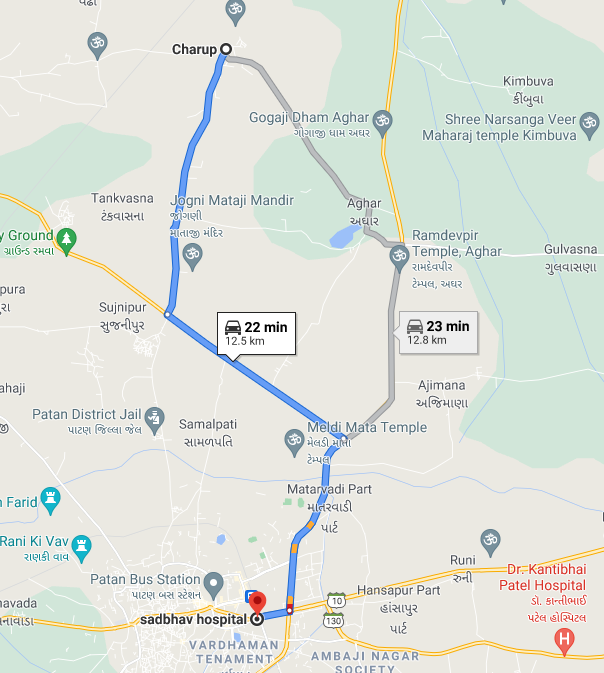 વઢી
Charup
Kimbuva
કીંબુવા
Gogaji Dham Aghar
ગોગાજી ધામ અઘર
Shree Narsanga Veer
Maharaj temple Kimbuva
Tankvasna
ટંકવાસના
Jogni Mataji Mandir
જોગણી
માતાજી મંદિર
Aghar
અઘાર
Ramdevpir
Temple, Aghar
રામદેવપીર
ટેમ્પલ, અઘર
y Ground
ગ્રાઉન્ડ રમવા
Gulvasna
ગુલવાસણા
pura
Sujnipur
સુજનીપુર
22 min
12.5 km
23 min
12.8 km
Ajimana
અજિમાણા
ahaji
Patan District Jail
પાટણ જિલ્લા જેલ
Samalpati
સામળપતિ
Meldi Mata Temple
મેલડી માતા
ટેમ્પલ
Matarvadi Part
માતરવાડી
પાર્ટ
n Farid
Rani Ki Vav
રાણકી વાવ
Runi
રુની
Patan Bus Station
પાટણ બસ સ્ટેશન
Hansapur Part
હાંસાપુર
પાર્ટ
Dr. Kantibhai
Patel Hospital
ડો. કાન્તીભાઈ
પટેલ હોસ્પિટલ
H
10
130
navada
નાવાડા
sadbhav hospital
VARDHAMAN
TENAMENT
AMBAJI NAGAR
SOCIETY